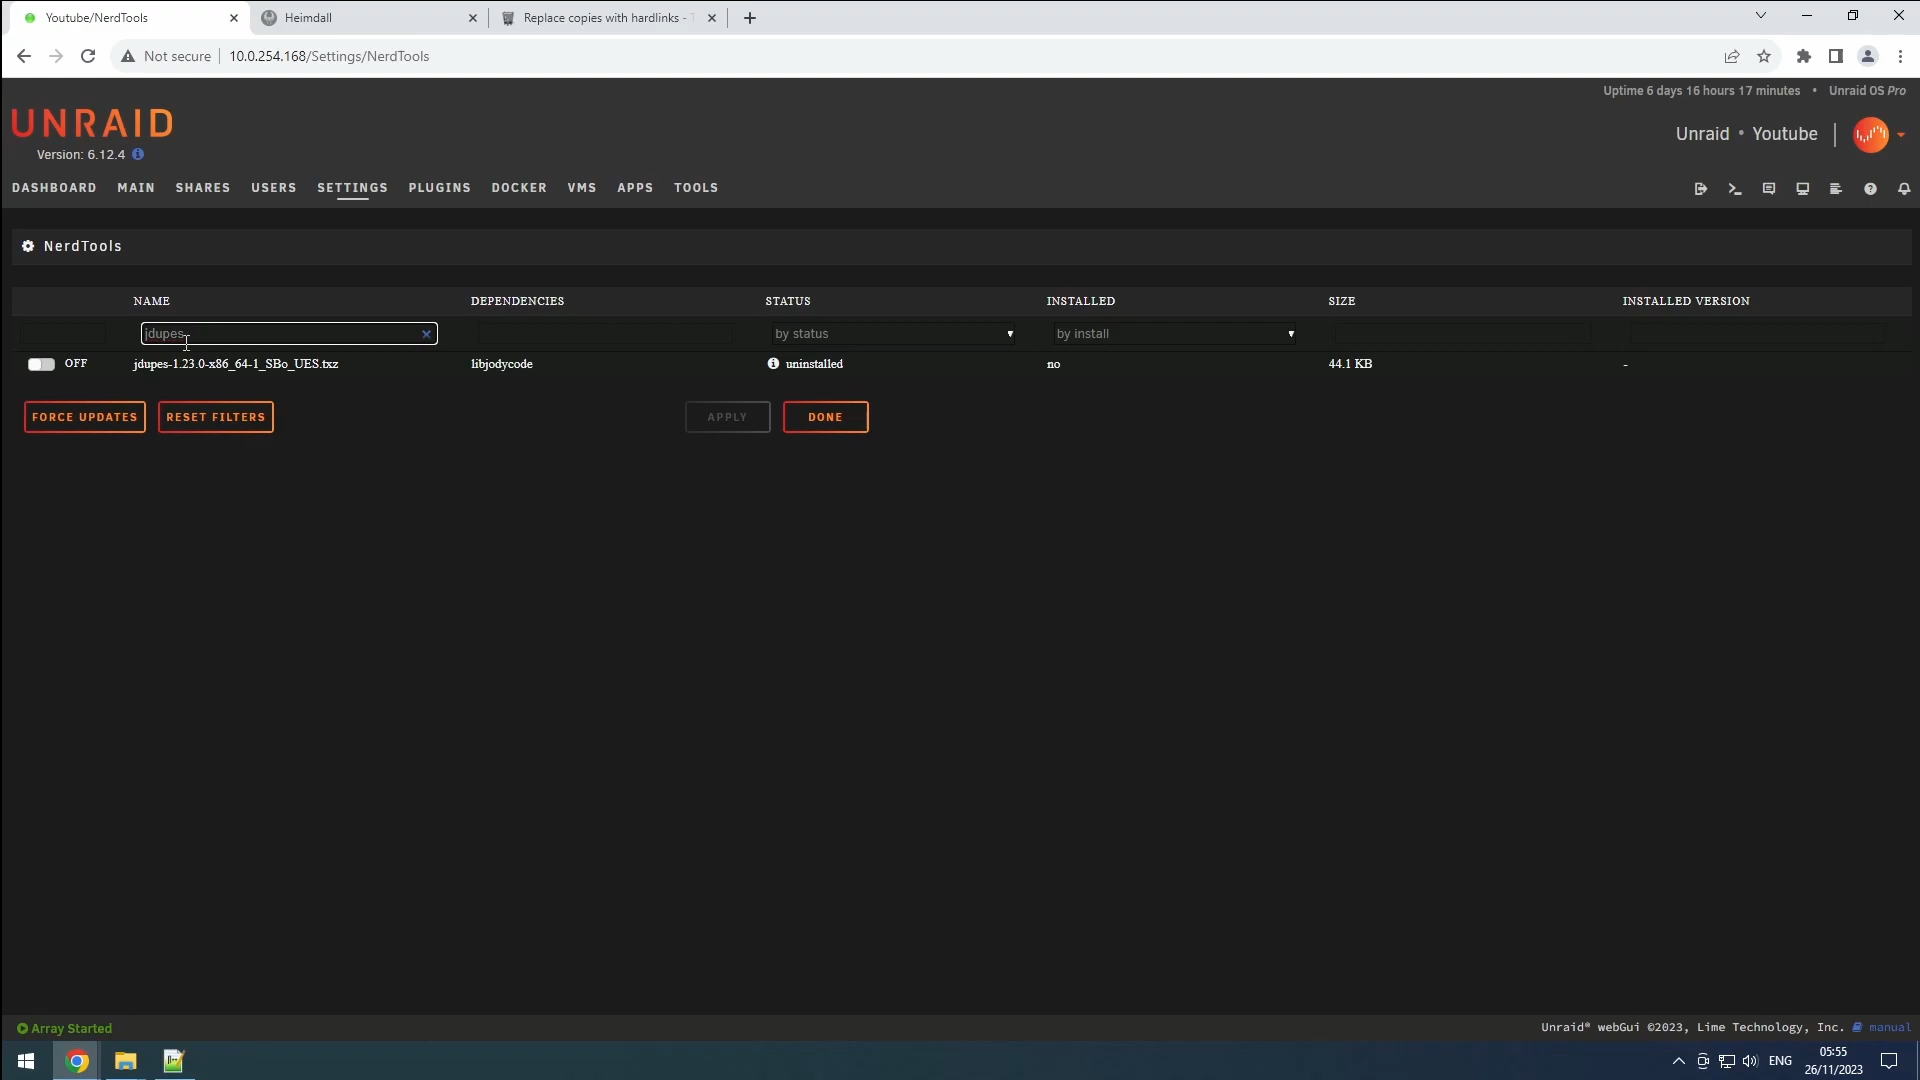 Youtube/NerdTools
Heimdall
Replace copies with hardlinks -
Not secure
10.0.254.168/Settings/NerdTools
Uptime 6 days 16 hours 17 minutes • Unraid OS Pro
UNRAID
Version: 6.12.4
Unraid • Youtube
DASHBOARD MAIN SHARES USERS SETTINGS PLUGINS DOCKER VMS APPS TOOLS
NerdTools
NAME DEPENDENCIES STATUS INSTALLED SIZE INSTALLED VERSION
jdupes by status by install
OFF jdupes-1.23.0-x86_64-1_SBo_UES.txz libjodycode uninstalled no 44.1 KB -
FORCE UPDATES RESET FILTERS APPLY DONE
Array Started
Unraid® webGui ©2023, Lime Technology, Inc. manual
ENG
05:55
26/11/2023